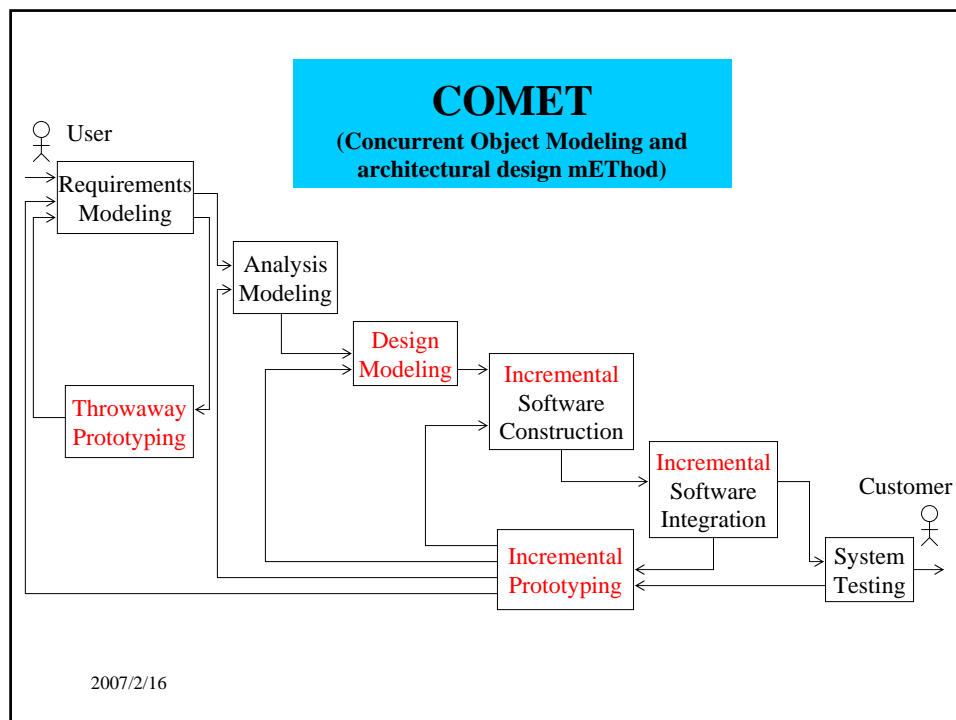 COMET
(Concurrent Object Modeling and
architectural design mEThod)
User
Requirements
Modeling
Analysis
Modeling
Design
Modeling
Incremental
Software
Construction
Throwaway
Prototyping
Incremental
Software
Integration
Customer
Incremental
Prototyping
System
Testing
2007/2/16